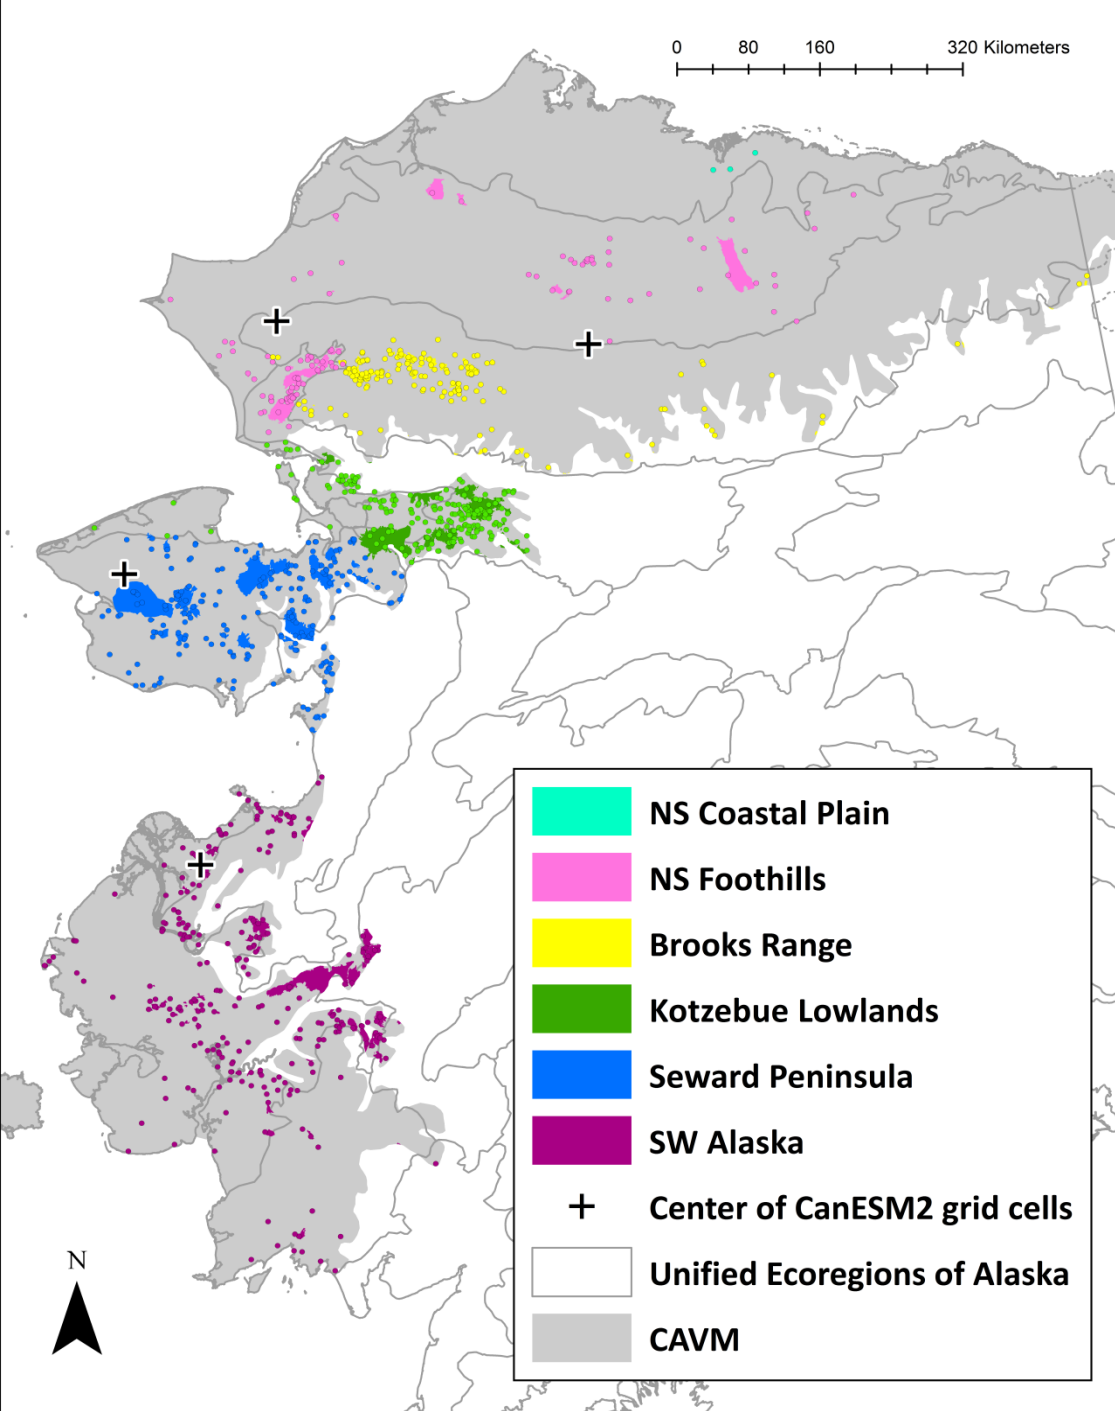 0 80 160 320 Kilometers
NS Coastal Plain
NS Foothills
Brooks Range
Kotzebue Lowlands
Seward Peninsula
SW Alaska
Center of CanESM2 grid cells
Unified Ecoregions of Alaska
CAVM
N